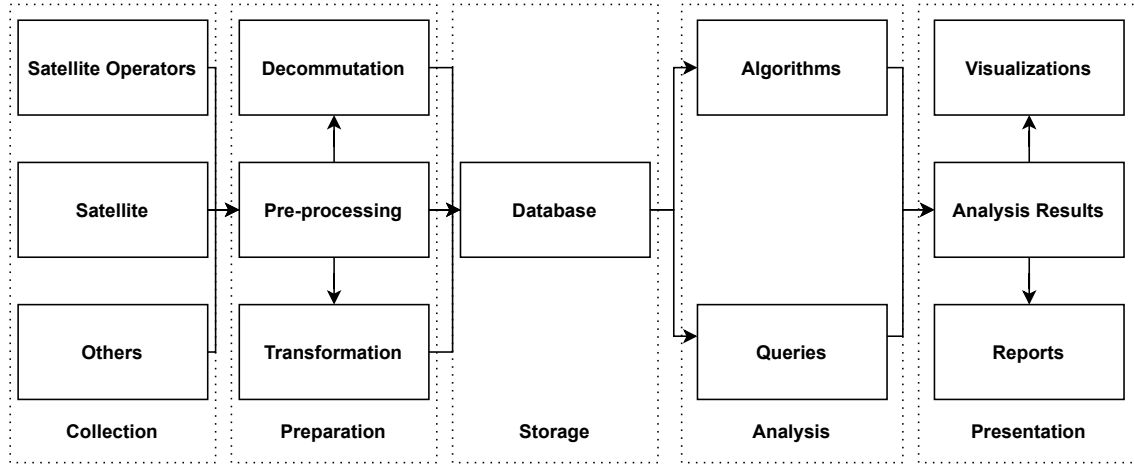 Satellite Operators
Decommutation
Algorithms
Visualizations
Satellite
Pre-processing
Database
Analysis Results
Others
Transformation
Queries
Reports
Collection
Preparation
Storage
Analysis
Presentation